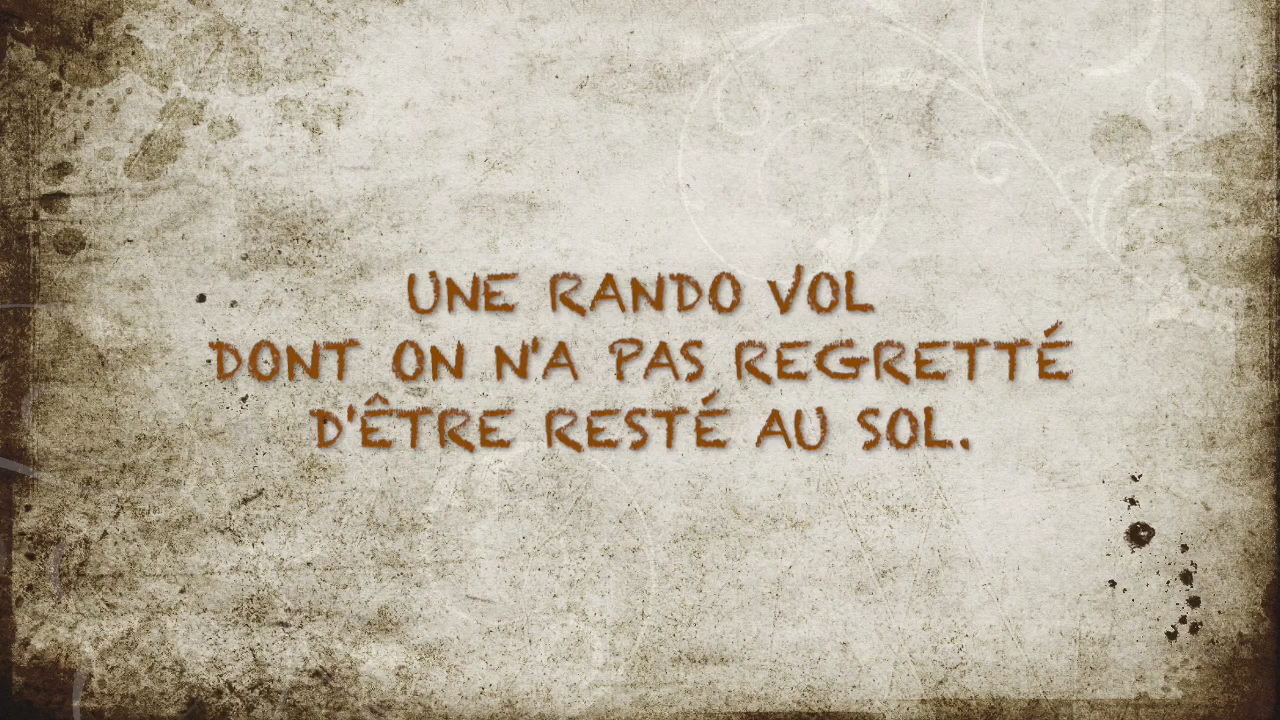 UNE RANDO VOL
DONT ON N'A PAS REGRETTÉ
D'ÊTRE RESTÉ AU SOL.